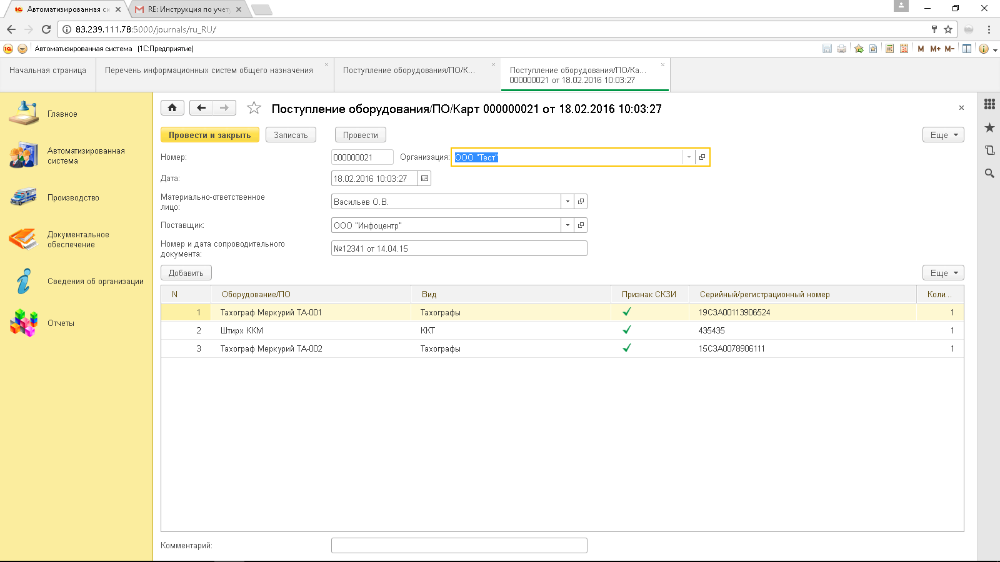 Автоматизированная си
RE: Инструкция по учету
83.239.111.78:5000/journals/ru_RU/
Автоматизированная система (1С:Предприятие)
31 M M+ M-
Начальная страница
Перечень информационных систем общего назначения
Поступление оборудования/ПО/К...
Поступление оборудования/ПО/Ка...
000000021 от 18.02.2016 10:03:27
Главное
Автоматизированная
система
Производство
Документальное
обеспечение
Сведения об организации
Отчеты
Поступление оборудования/ПО/Карт 000000021 от 18.02.2016 10:03:27
Провести и закрыть
Записать
Провести
Еще
Номер:
000000021
Организация:
ООО "Тест"
Дата:
18.02.2016 10:03:27
Материально-ответственное
лицо:
Васильев О.В.
Поставщик:
ООО "Инфоцентр"
Номер и дата сопроводительного
документа:
№12341 от 14.04.15
Добавить
Еще
N Оборудование/ПО Вид Признак СКЗИ Серийный/регистрационный номер Коли...
1 Тахограф Меркурий ТА-001 Тахографы 19С3А00113906524 1
2 Штирх ККМ ККТ 435435 1
3 Тахограф Меркурий ТА-002 Тахографы 15С3А0078906111 1
Комментарий: